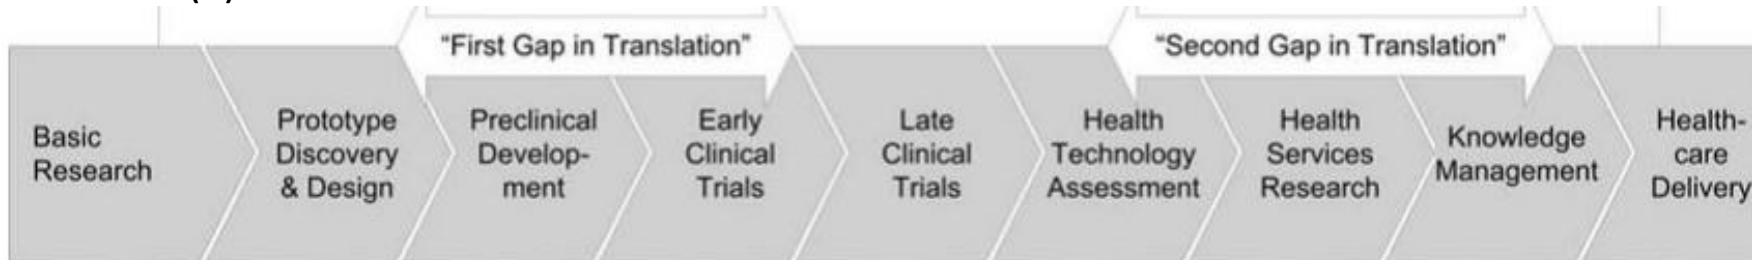 “First Gap in Translation”
“Second Gap in Translation”
Basic
Research
Prototype
Discovery
& Design
Preclinical
Develop-
ment
Early
Clinical
Trials
Late
Clinical
Trials
Health
Technology
Assessment
Health
Services
Research
Knowledge
Management
Health-
care
Delivery